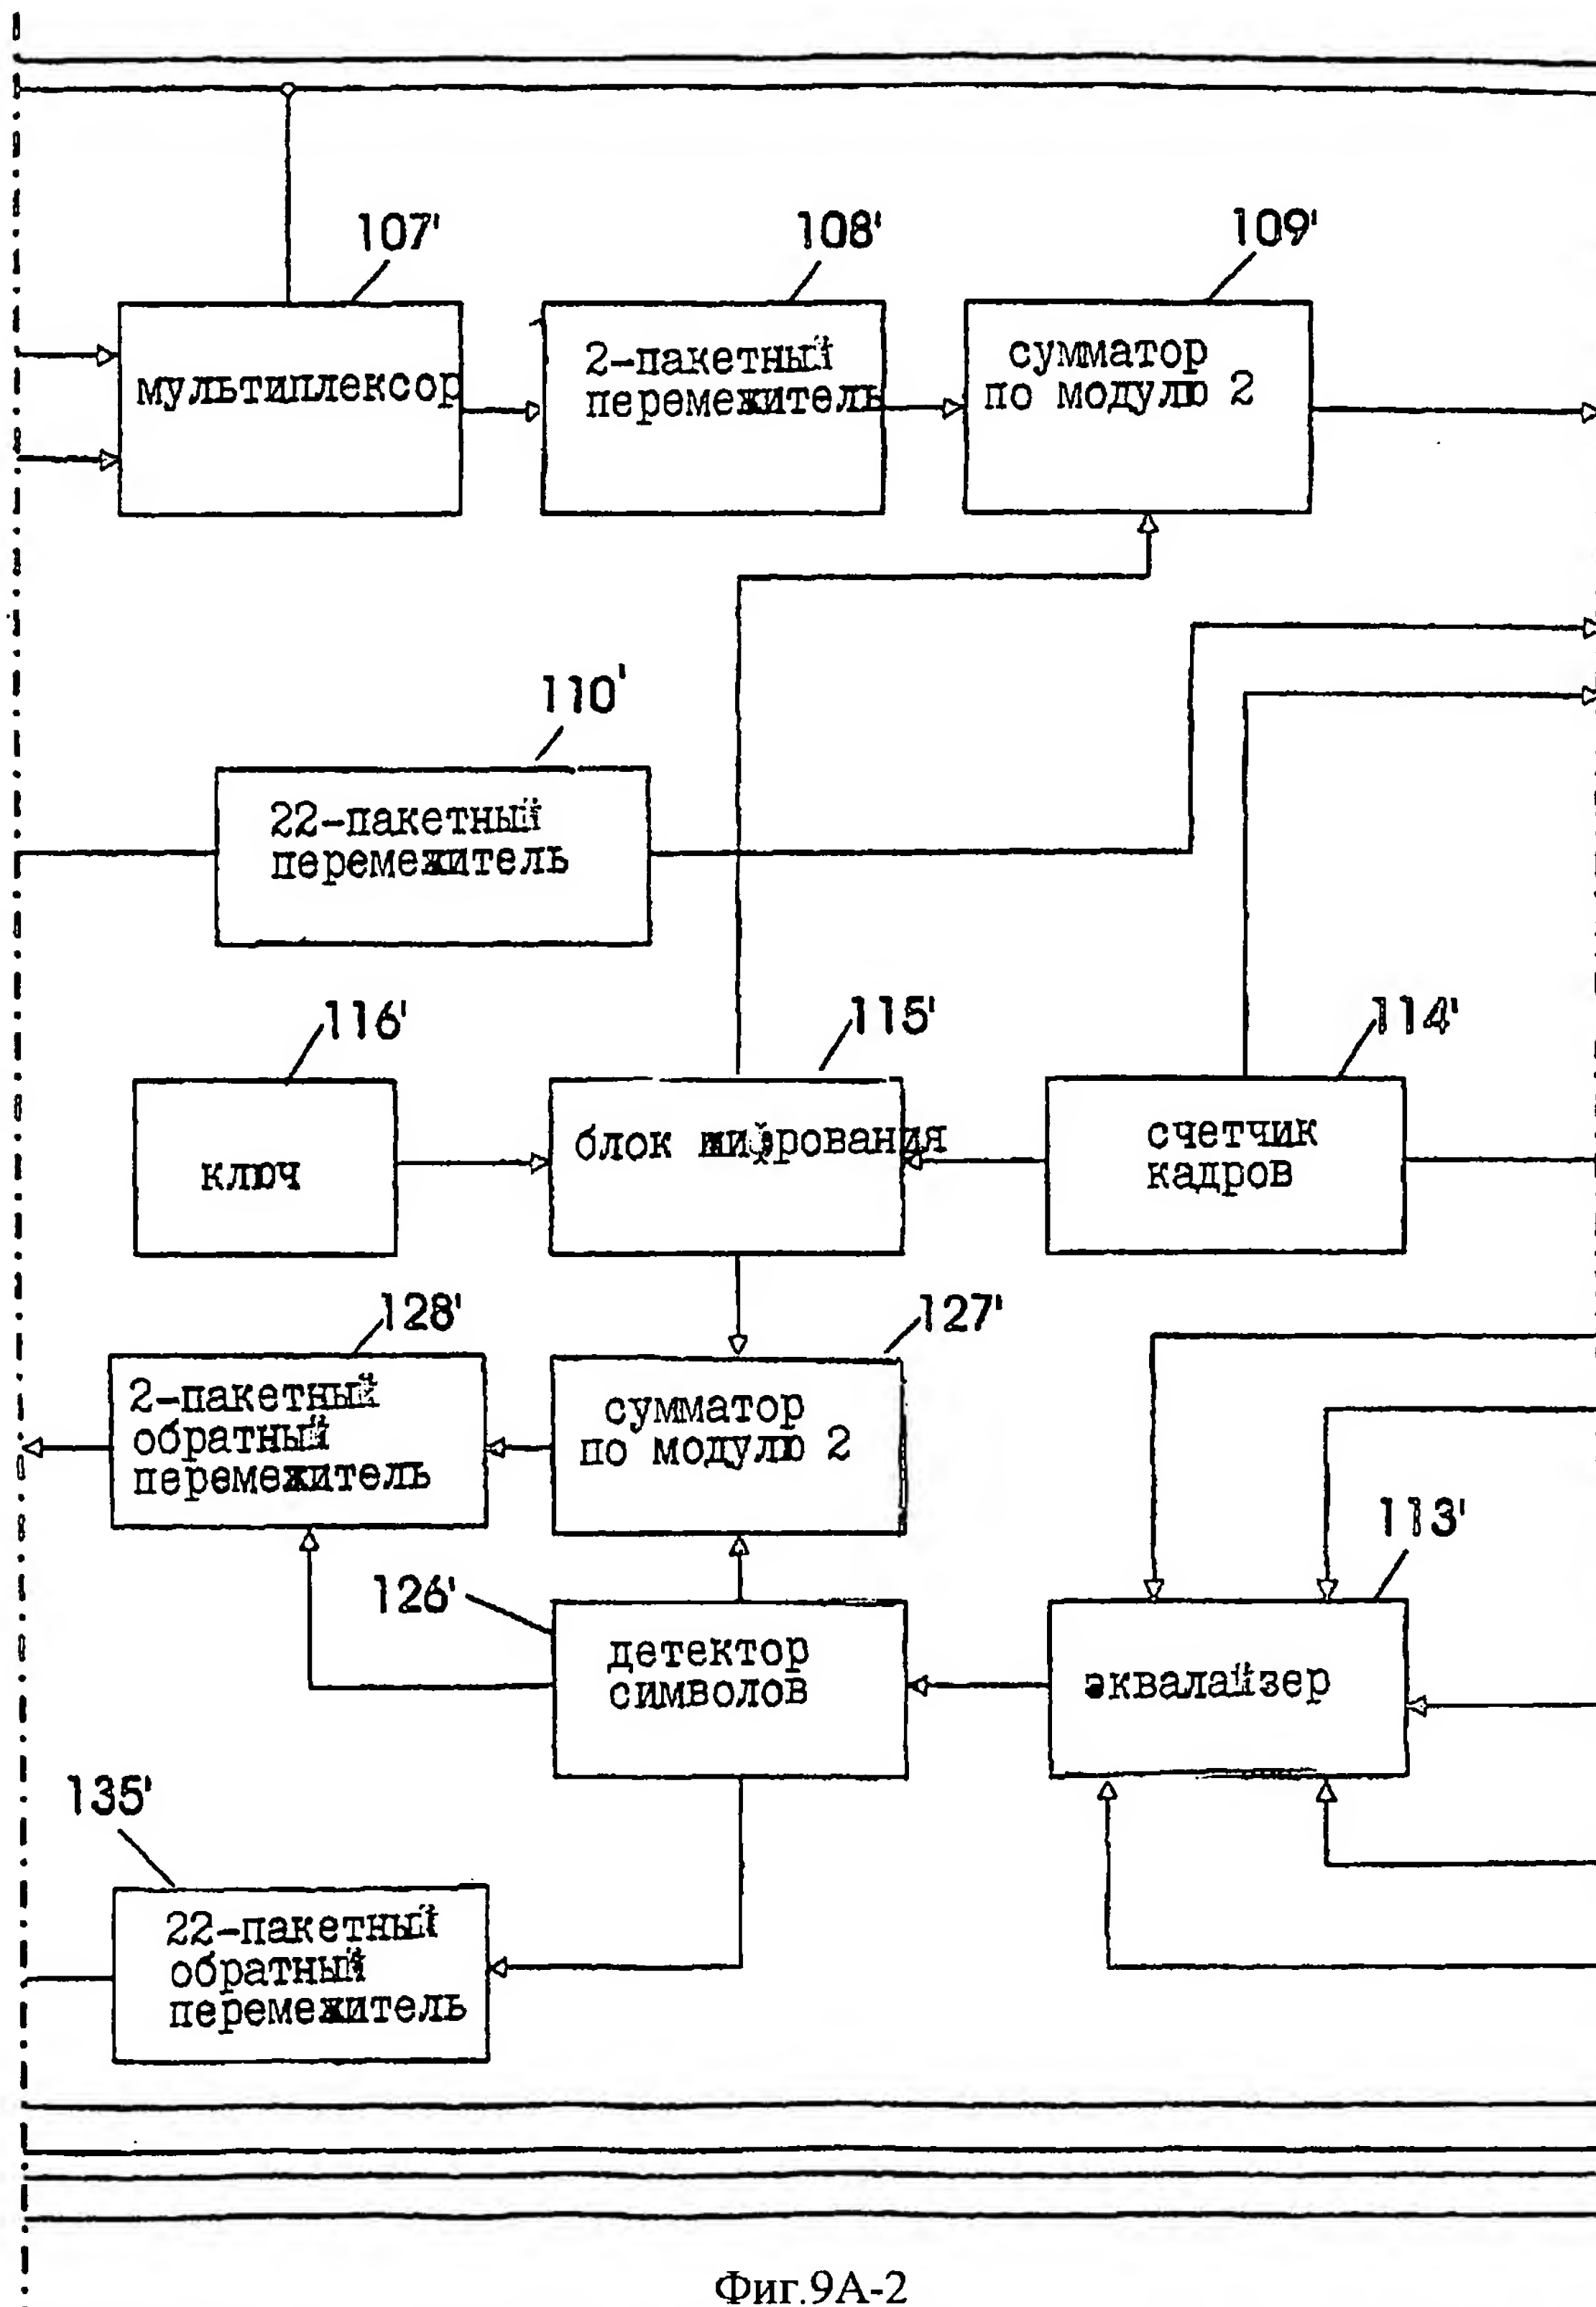 107'
108'
109'
мультиплексор
2-пакетный
перемежитель
сумматор
по модулю 2
110'
22-пакетный
перемежитель
116'
115'
114'
ключ
блок шифрования
счетчик
кадров
128'
127'
2-пакетный
обратный
перемежитель
сумматор
по модулю 2
113'
126'
детектор
символов
эквалайзер
135'
22-пакетный
обратный
перемежитель
Фиг.9А-2